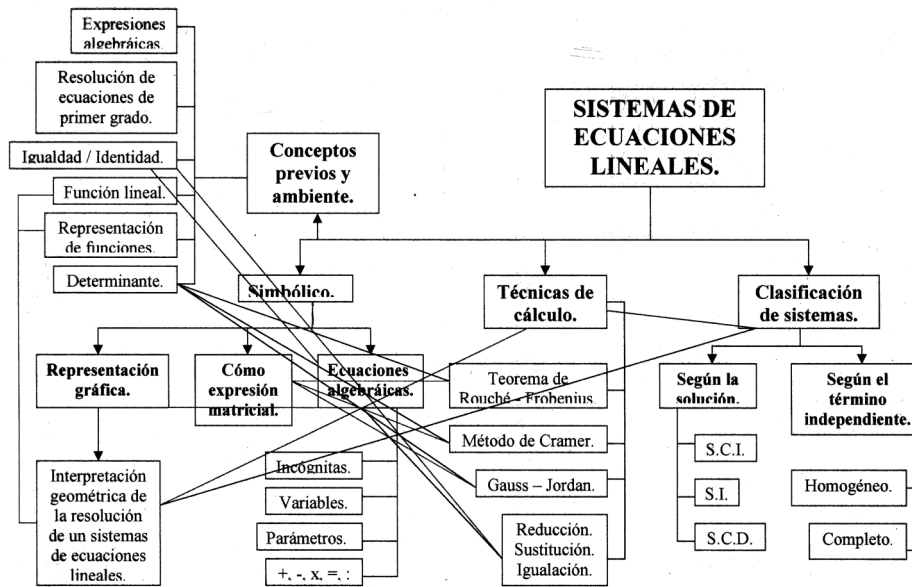 Expresiones
algebráicas.
Resolución de
ecuaciones de
primer grado.
Igualdad / Identidad.
Función lineal.
Representación
de funciones.
Determinante.
Conceptos
previos y
ambiente.
SISTEMAS DE
ECUACIONES
LINEALES.
Simbólico.
Técnicas de
cálculo.
Clasificación
de sistemas.
Representación
gráfica.
Cómo
expresión
matricial.
Ecuaciones
algebráicas.
Teorema de
Rouché - Frobenius.
Método de Cramer.
Gauss – Jordan.
Reducción.
Sustitución.
Igualación.
Según la
solución.
Según el
término
independiente.
S.C.I.
S.I.
S.C.D.
Homogéneo.
Completo.
Interpretación
geométrica de
la resolución
de un sistemas
de ecuaciones
lineales.
Incógnitas.
Variables.
Parámetros.
+, -, x, =, :